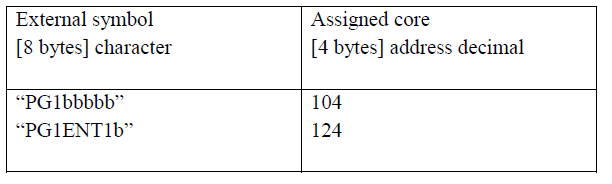 External symbol
[8 bytes] character
Assigned core
[4 bytes] address decimal
“PG1bbbbb”
104
“PG1ENT1b”
124